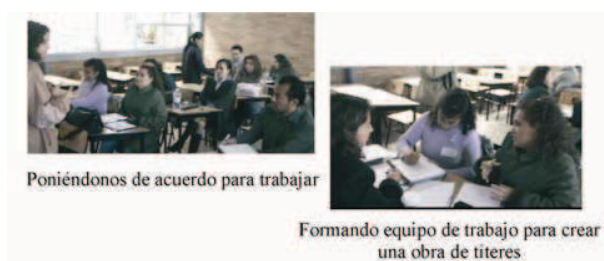 Poniéndonos de acuerdo para trabajar
Formando equipo de trabajo para crear
una obra de títeres